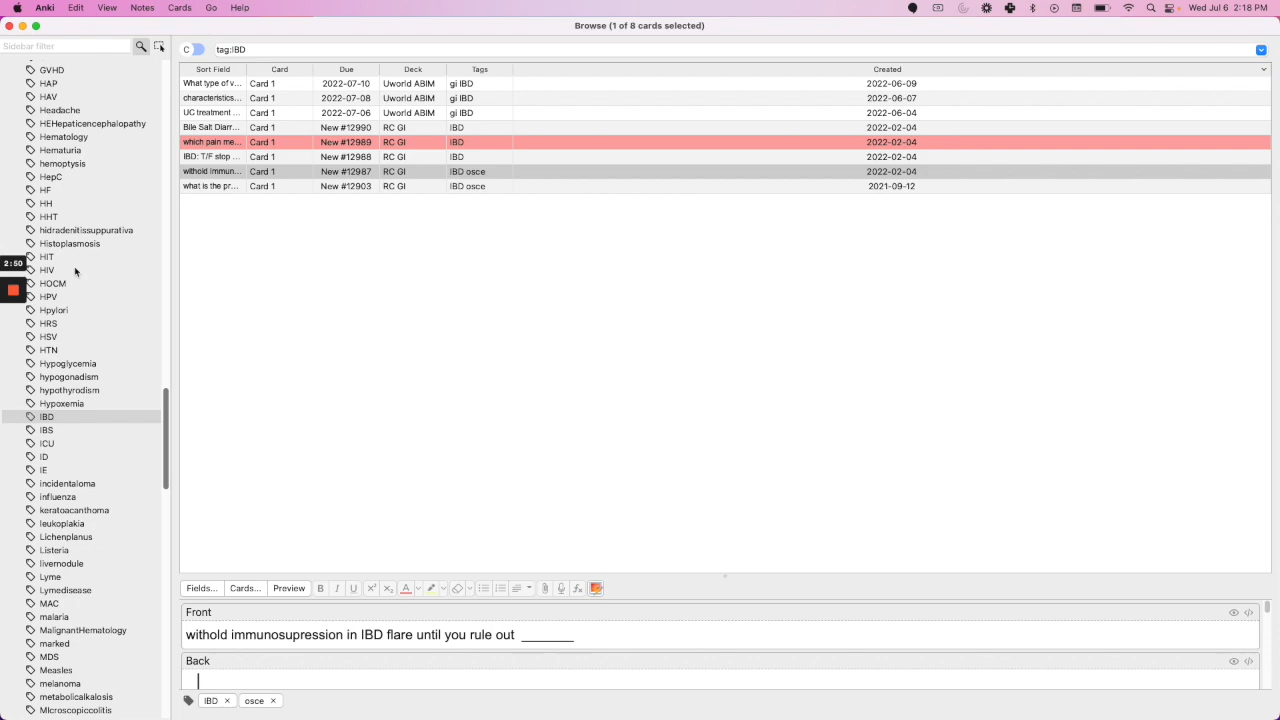 Anki Edit View Notes Cards Go Help
Wed Jul 6 2:18 PM
Browse (1 of 8 cards selected)
Sidebar filter
C
tag:IBD
Sort Field Card Due Deck Tags Created
What type of v... Card 1 2022-07-10 Uworld ABIM gi IBD 2022-06-09
characteristics... Card 1 2022-07-08 Uworld ABIM gi IBD 2022-06-07
UC treatment ... Card 1 2022-07-06 Uworld ABIM gi IBD 2022-06-04
Bile Salt Diarr... Card 1 New #12990 RC GI IBD 2022-02-04
which pain me... Card 1 New #12989 RC GI IBD 2022-02-04
IBD: T/F stop ... Card 1 New #12988 RC GI IBD 2022-02-04
withold immun... Card 1 New #12987 RC GI IBD osce 2022-02-04
what is the pr... Card 1 New #12903 RC GI IBD osce 2021-09-12
GVHD
HAP
HAV
Headache
HEHepaticencephalopathy
Hematology
Hematuria
hemoptysis
HepC
HF
HH
HHT
hidradenitissuppurativa
Histoplasmosis
HIT
2:50
HIV
HOCM
HPV
Hpylori
HRS
HSV
HTN
Hypoglycemia
hypogonadism
hypothyrodism
Hypoxemia
IBD
IBS
ICU
ID
IE
incidentaloma
influenza
keratoacanthoma
leukoplakia
Lichenplanus
Listeria
livernodule
Lyme
Lymedisease
MAC
malaria
MalignantHematology
marked
MDS
Measles
melanoma
metabolicalkalosis
MIcroscopiccolitis
Fields... Cards... Preview B I U x² x₂ A fx
Front
withold immunosupression in IBD flare until you rule out ________
Back
IBD × osce ×